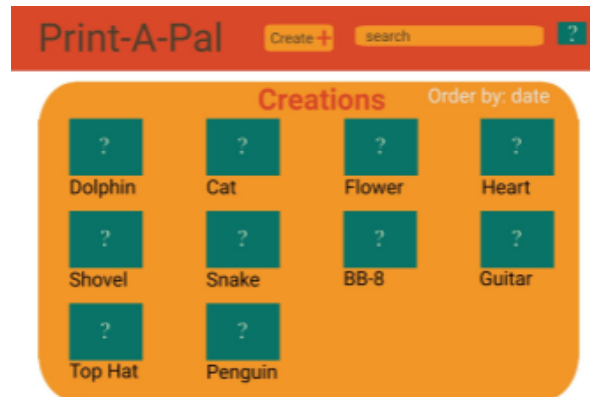 Print-A-Pal Create+ search ?
Creations Order by: date
? ? ? ?
Dolphin Cat Flower Heart
? ? ? ?
Shovel Snake BB-8 Guitar
? ?
Top Hat Penguin